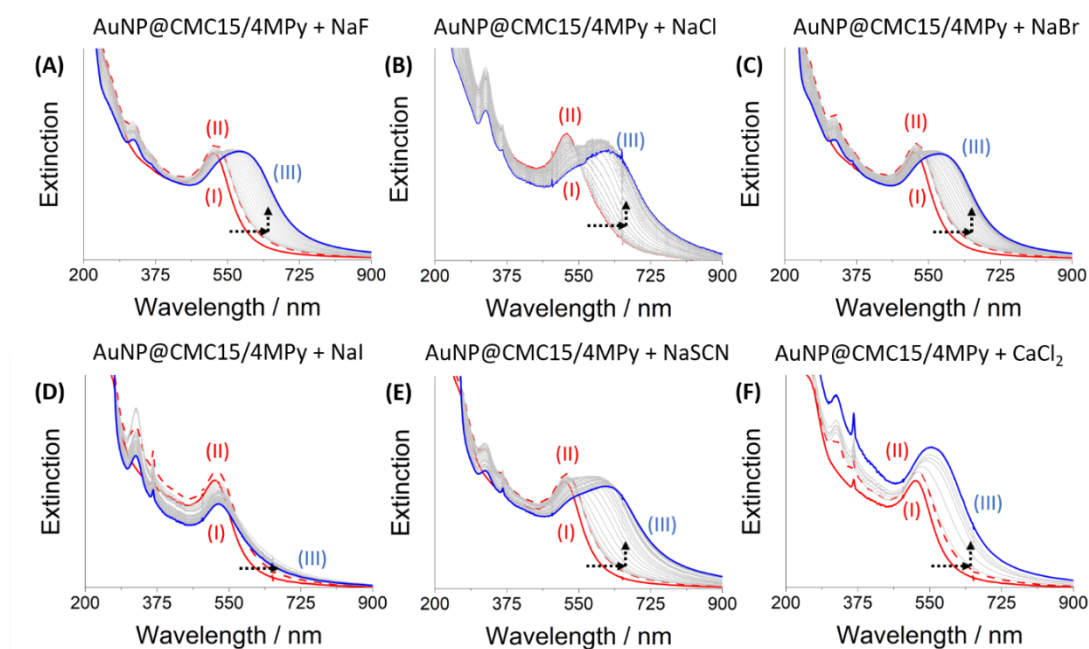 AuNP@CMC15/4MPy + NaF
(A)
Extinction
(II)
(I)
(III)
200 375 550 725 900
Wavelength / nm
AuNP@CMC15/4MPy + NaCl
(B)
Extinction
(II)
(III)
(I)
200 375 550 725 900
Wavelength / nm
AuNP@CMC15/4MPy + NaBr
(C)
Extinction
(II)
(III)
(I)
200 375 550 725 900
Wavelength / nm
AuNP@CMC15/4MPy + NaI
(D)
Extinction
(II)
(I)
(III)
200 375 550 725 900
Wavelength / nm
AuNP@CMC15/4MPy + NaSCN
(E)
Extinction
(II)
(III)
(I)
200 375 550 725 900
Wavelength / nm
AuNP@CMC15/4MPy + CaCl₂
(F)
Extinction
(II)
(I)
(III)
200 375 550 725 900
Wavelength / nm